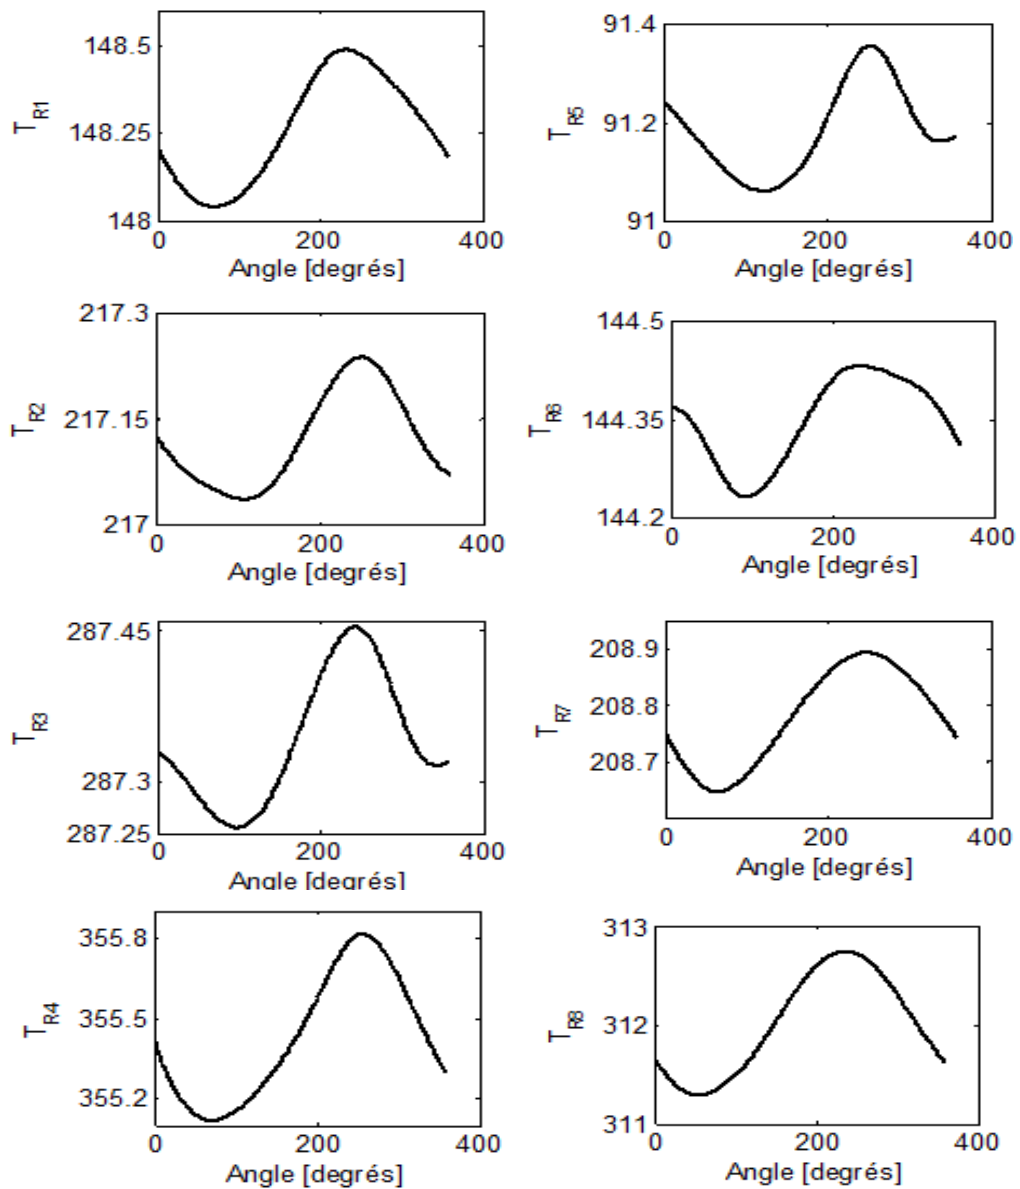 148.5
148.25
148
T_R1
0 200 400
Angle [degrés]
91.4
91.2
91
T_R5
0 200 400
Angle [degrés]
217.3
217.15
217
T_R2
0 200 400
Angle [degrés]
144.5
144.35
144.2
T_R6
0 200 400
Angle [degrés]
287.45
287.3
287.25
T_R3
0 200 400
Angle [degrés]
208.9
208.8
208.7
T_R7
0 200 400
Angle [degrés]
355.8
355.5
355.2
T_R4
0 200 400
Angle [degrés]
313
312
311
T_R8
0 200 400
Angle [degrés]